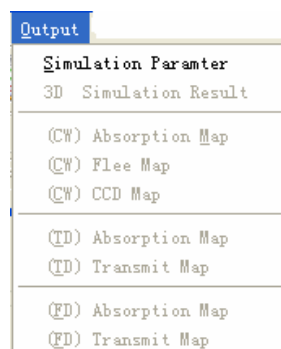 Output
Simulation Paramter
3D Simulation Result
(CW) Absorption Map
(CW) Flee Map
(CW) CCD Map
(TD) Absorption Map
(TD) Transmit Map
(FD) Absorption Map
(FD) Transmit Map